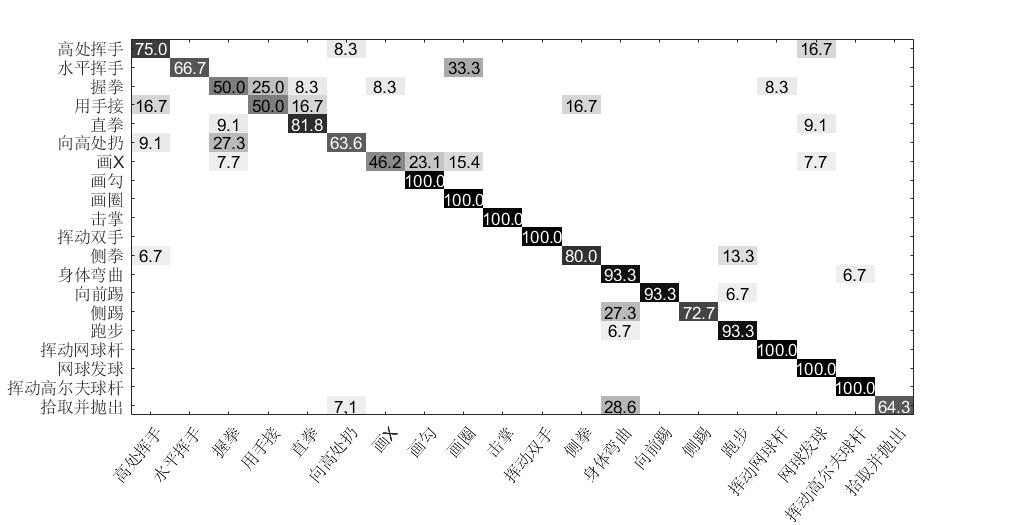 高处挥手 75.0 8.3 16.7
水平挥手 66.7 33.3
握拳 50.0 25.0 8.3 8.3 8.3
用手接 16.7 50.0 16.7 16.7
直拳 9.1 81.8 9.1
向高处扔 9.1 27.3 63.6
画X 7.7 46.2 23.1 15.4 7.7
画勾 100.0
画圈 100.0
击掌 100.0
挥动双手 100.0
侧拳 6.7 80.0 13.3
身体弯曲 93.3 6.7
向前踢 93.3 6.7
侧踢 27.3 72.7
跑步 6.7 93.3
挥动网球杆 100.0
网球发球 100.0
挥动高尔夫球杆 100.0
拾取并抛出 7.1 28.6 64.3
高处挥手
水平挥手
握拳
用手接
直拳
向高处扔
画X
画勾
画圈
击掌
挥动双手
侧拳
身体弯曲
向前踢
侧踢
跑步
挥动网球杆
网球发球
挥动高尔夫球杆
拾取并抛出